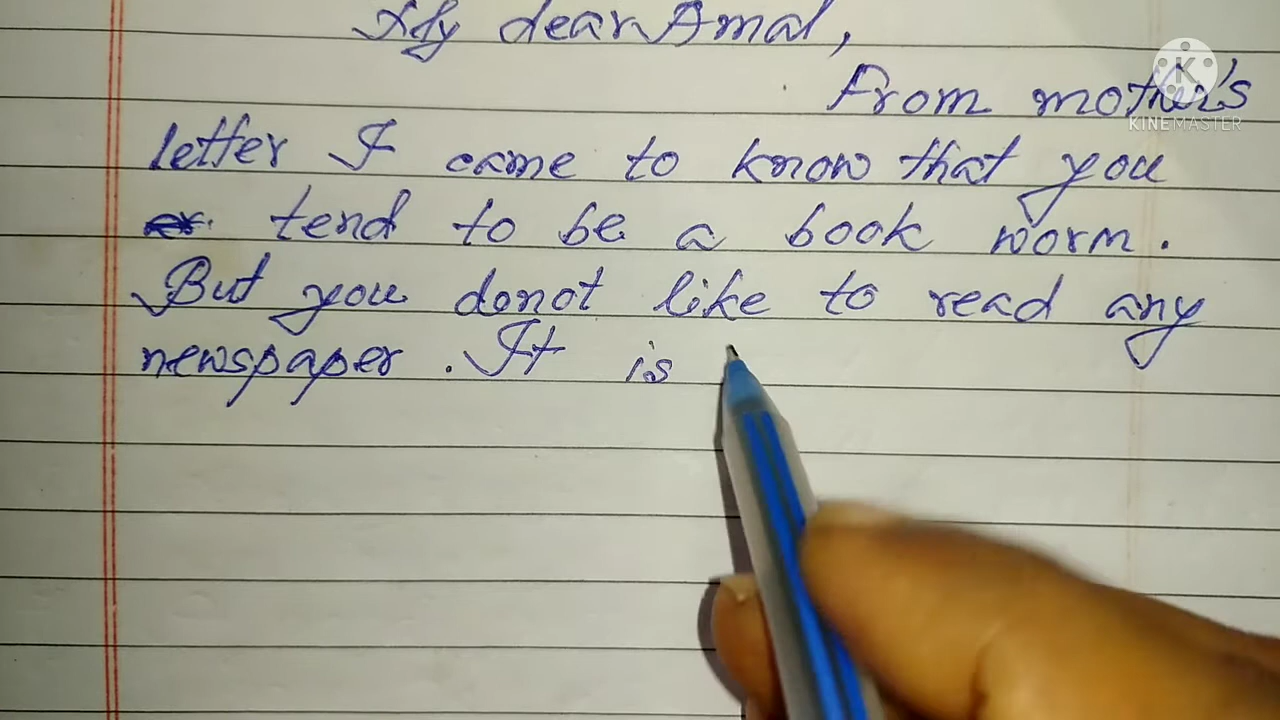 My dear Amal,
From mother's
letter I came to know that you
tend to be a book worm.
But you donot like to read any
newspaper. It is
KINEMASTER